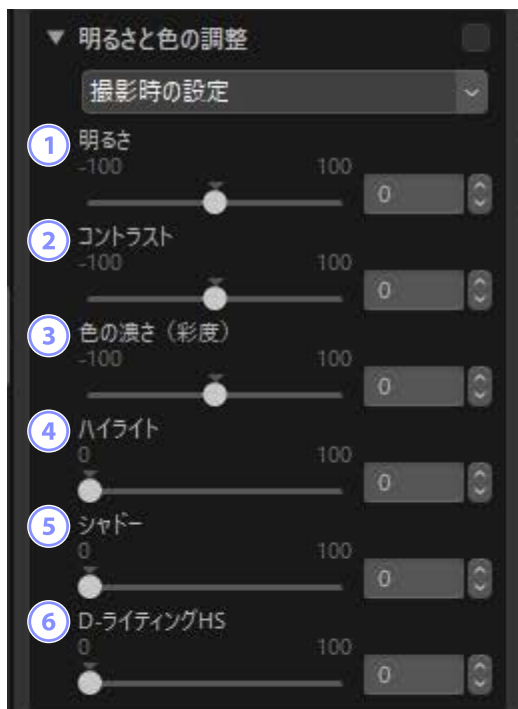 ▼ 明るさと色の調整
撮影時の設定
1 明るさ
-100 100
0
2 コントラスト
-100 100
0
3 色の濃さ（彩度）
-100 100
0
4 ハイライト
0 100
0
5 シャドー
0 100
0
6 D-ライティングHS
0 100
0